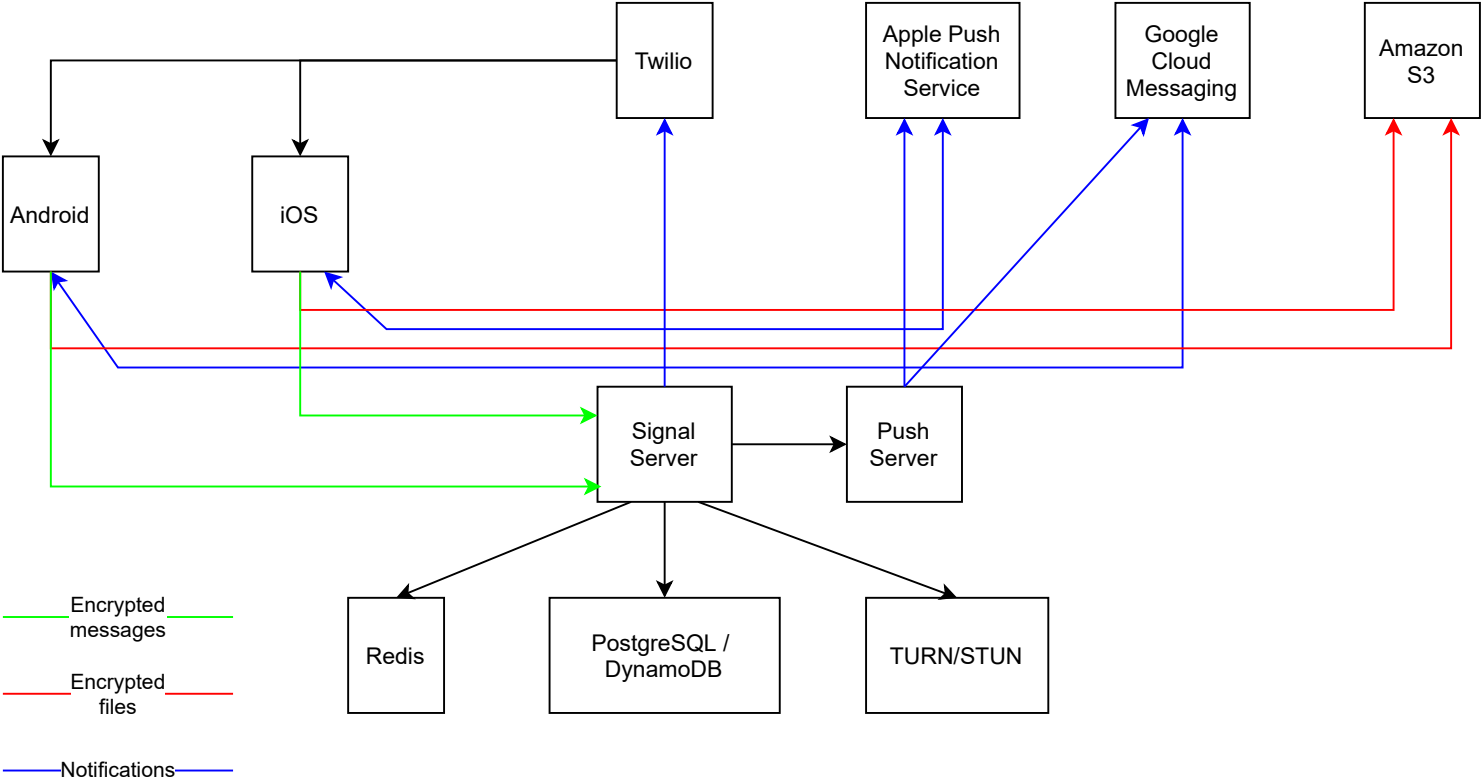 Twilio
Apple Push
Notification
Service
Google
Cloud
Messaging
Amazon
S3
Android
iOS
Signal
Server
Push
Server
Redis
PostgreSQL /
DynamoDB
TURN/STUN
Encrypted
messages
Encrypted
files
Notifications